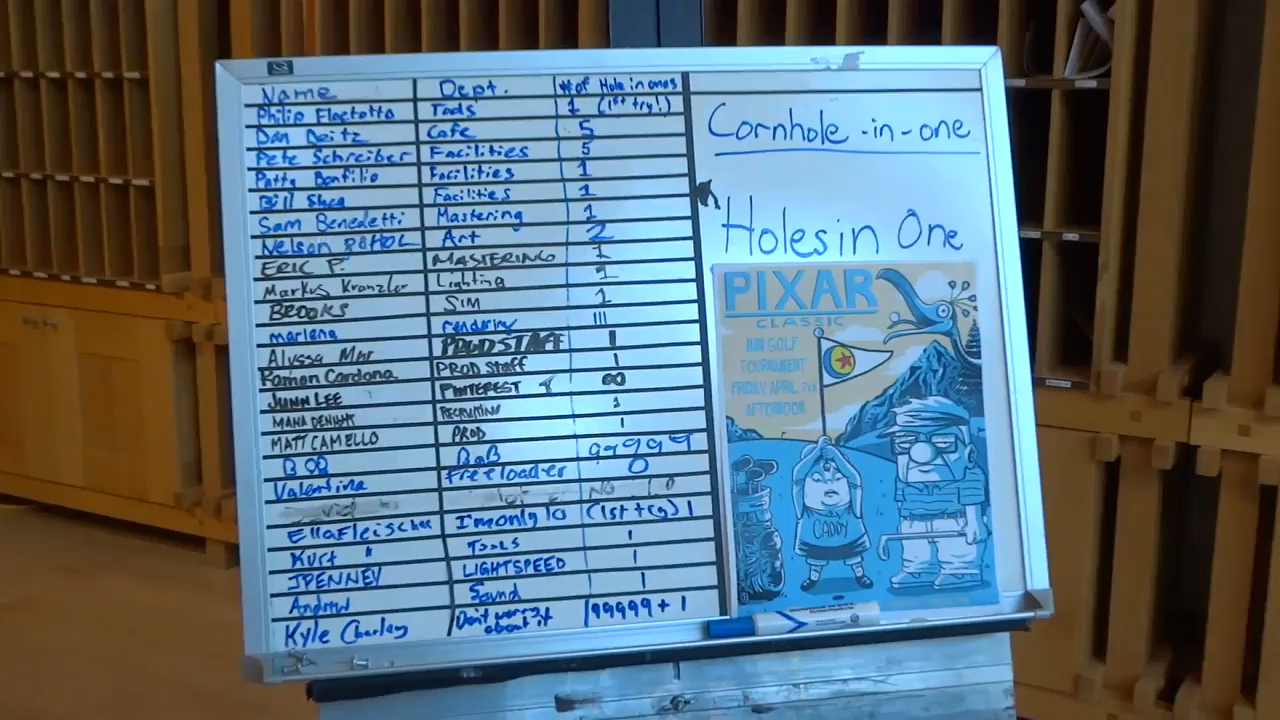 Name Dept. # of Hole in ones
Philip Tools 1 (1st try!)
Dan Deitz Cafe 5
Pete Schreiber Facilities 5
Patty Bonfilio Facilities 1
Bill Shea Facilities 1
Sam Benedetti Mastering 1
Nelson Art 2
ERIC P. MASTERING 1
Markus Kranzler Lighting 1
BROOKS SIM 1
marlena rendering III
Alyssa Mar PRODSTAFF 1
Ramon Cardona PROD Staff 1
JUNN LEE PINTEREST ∞
MANA RECRUITING 1
MATT CAMELLO PROD 1
BOB BOB 99999
Valentina Freeloader 0
Ella Fleischer I'm only 10 (1st try) 1
Kurt " TOOLS 1
JPENNEY LIGHTSPEED 1
Andrew Sound 1
Kyle Charley Don't worry about it 199999 + 1
Cornhole-in-one
Holes in One
PIXAR
CLASSIC
MINI GOLF
TOURNAMENT
FRIDAY APRIL 7TH
AFTERNOON
CADDY